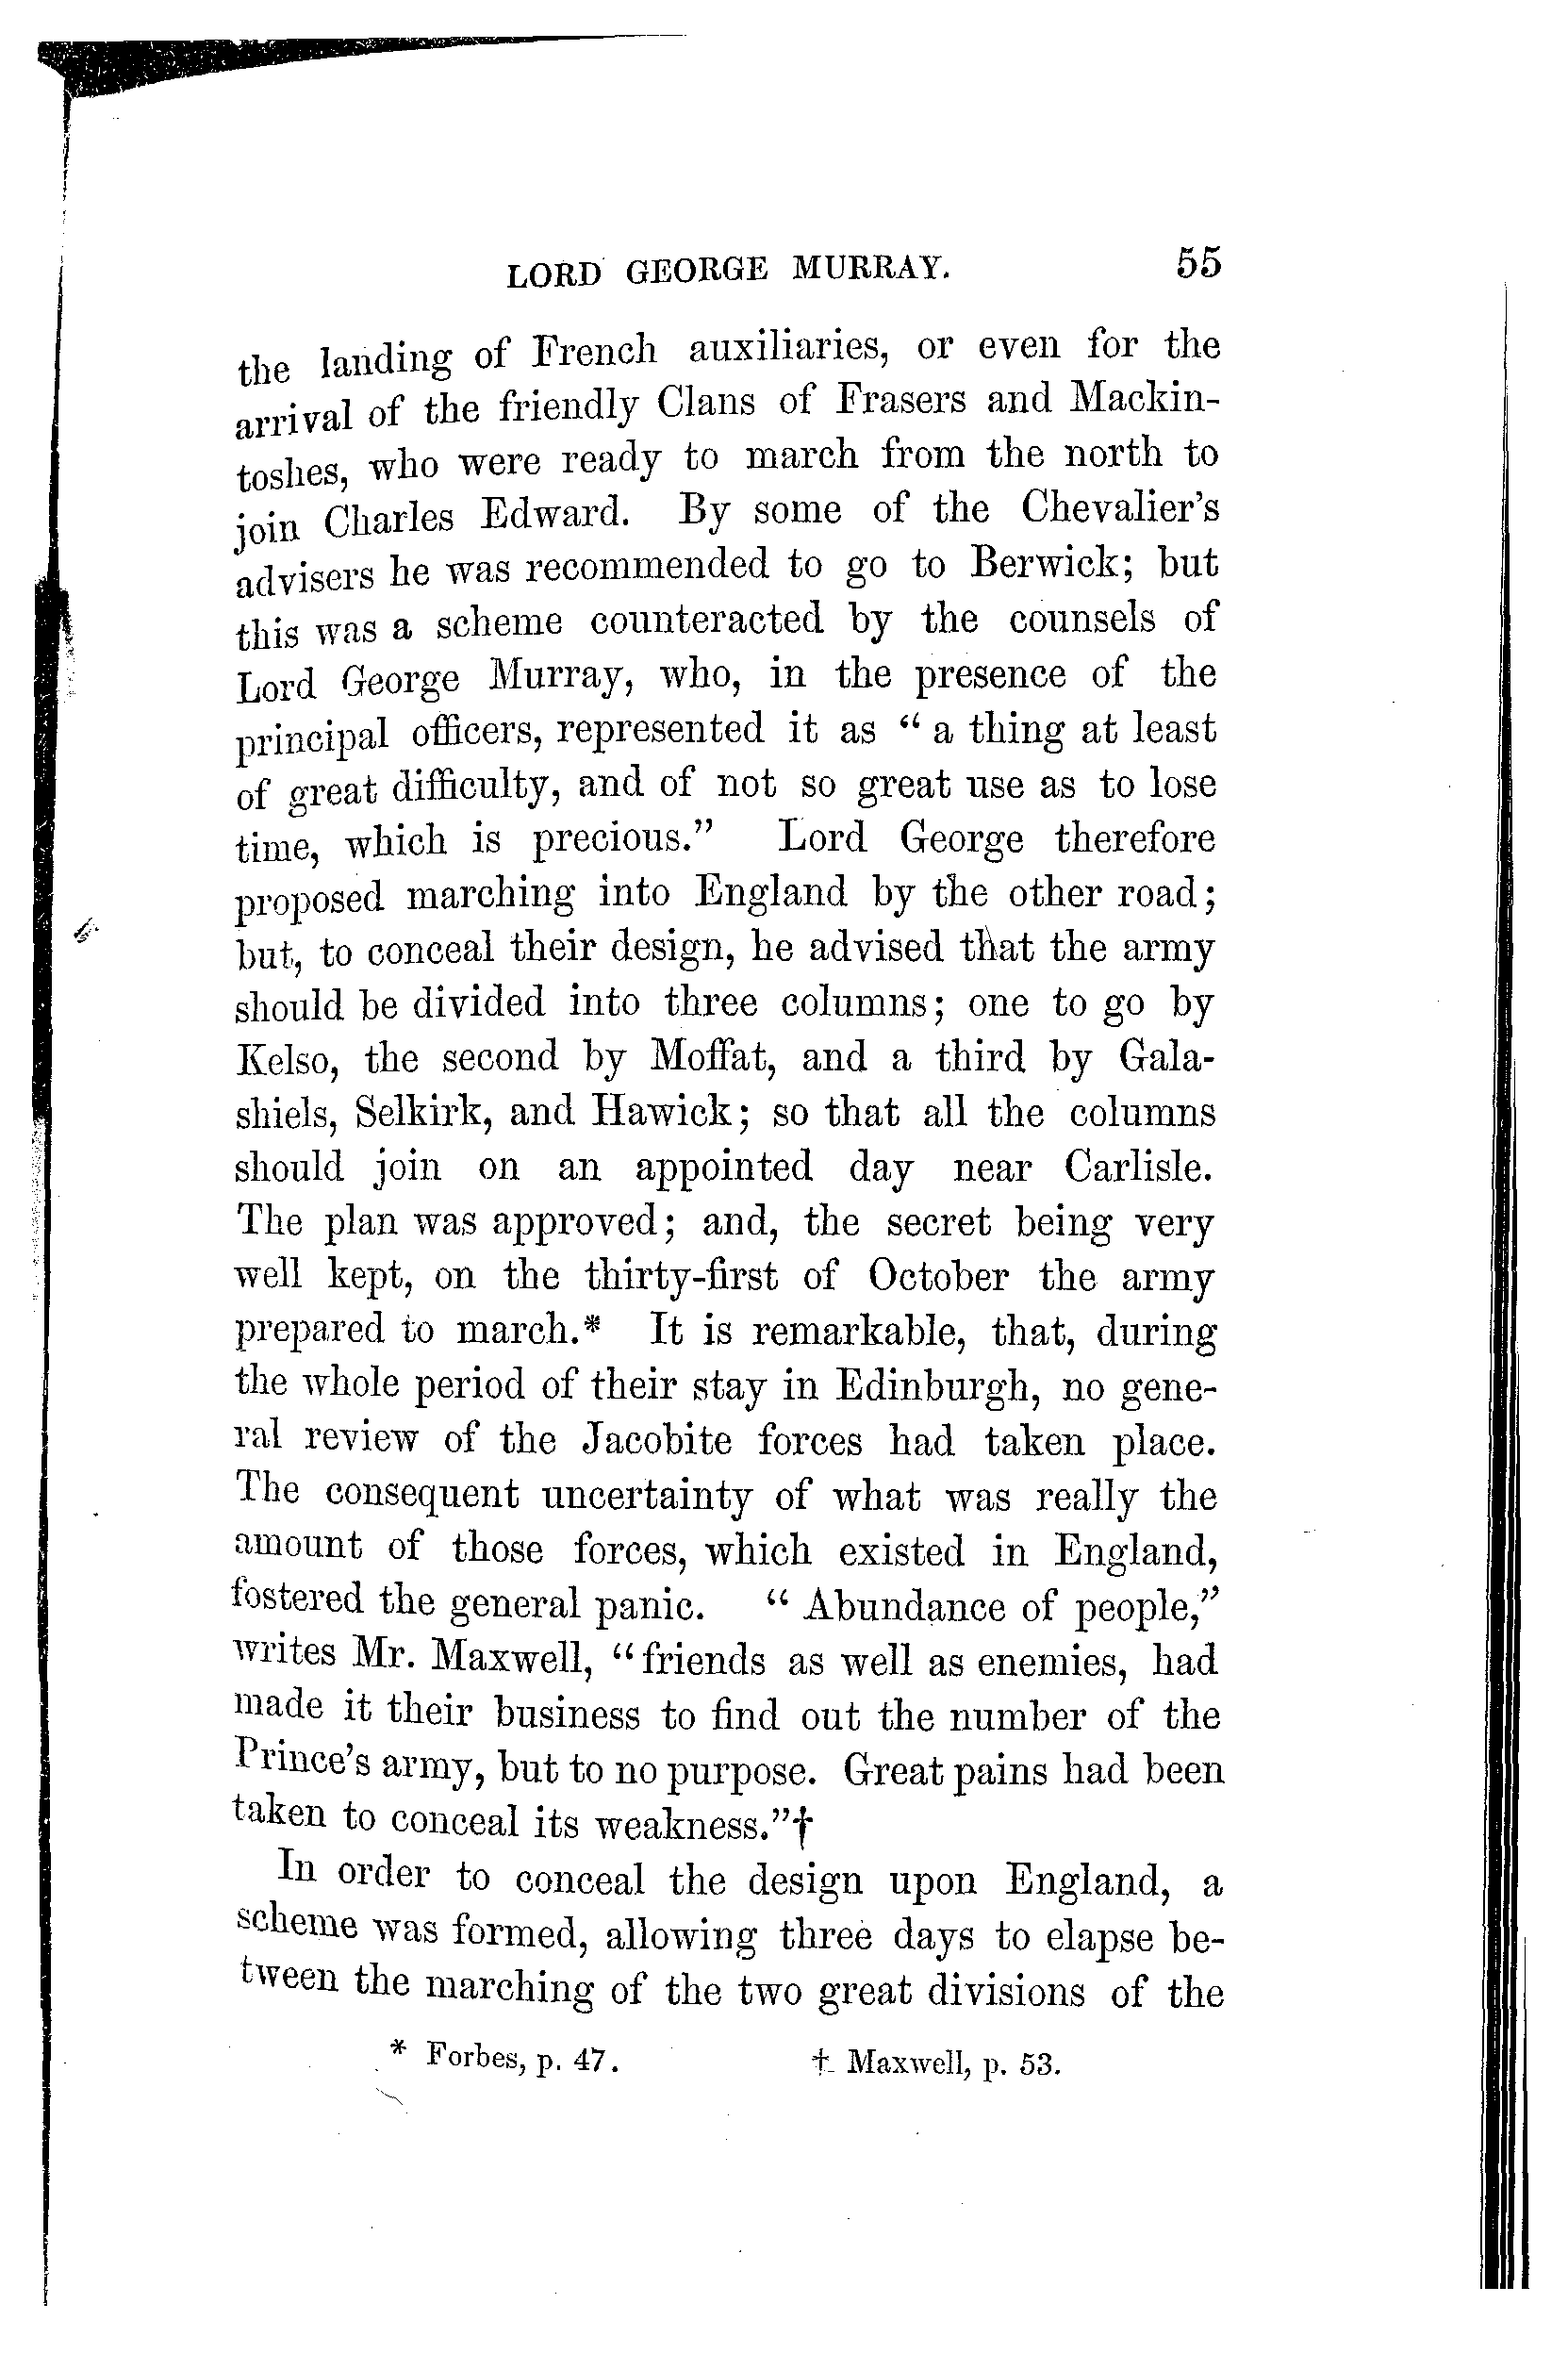 LORD GEORGE MURRAY. 55
the landing of French auxiliaries, or even for the
arrival of the friendly Clans of Frasers and Mackin-
toshes, who were ready to march from the north to
join Charles Edward. By some of the Chevalier's
advisers he was recommended to go to Berwick; but
this was a scheme counteracted by the counsels of
Lord George Murray, who, in the presence of the
principal officers, represented it as “ a thing at least
of great difficulty, and of not so great use as to lose
time, which is precious.” Lord George therefore
proposed marching into England by the other road;
but, to conceal their design, he advised that the army
should be divided into three columns; one to go by
Kelso, the second by Moffat, and a third by Gala-
shiels, Selkirk, and Hawick; so that all the columns
should join on an appointed day near Carlisle.
The plan was approved; and, the secret being very
well kept, on the thirty-first of October the army
prepared to march.* It is remarkable, that, during
the whole period of their stay in Edinburgh, no gene-
ral review of the Jacobite forces had taken place.
The consequent uncertainty of what was really the
amount of those forces, which existed in England,
fostered the general panic. “ Abundance of people,”
writes Mr. Maxwell, “friends as well as enemies, had
made it their business to find out the number of the
Prince's army, but to no purpose. Great pains had been
taken to conceal its weakness.”†
In order to conceal the design upon England, a
scheme was formed, allowing three days to elapse be-
tween the marching of the two great divisions of the
* Forbes, p. 47. † Maxwell, p. 53.